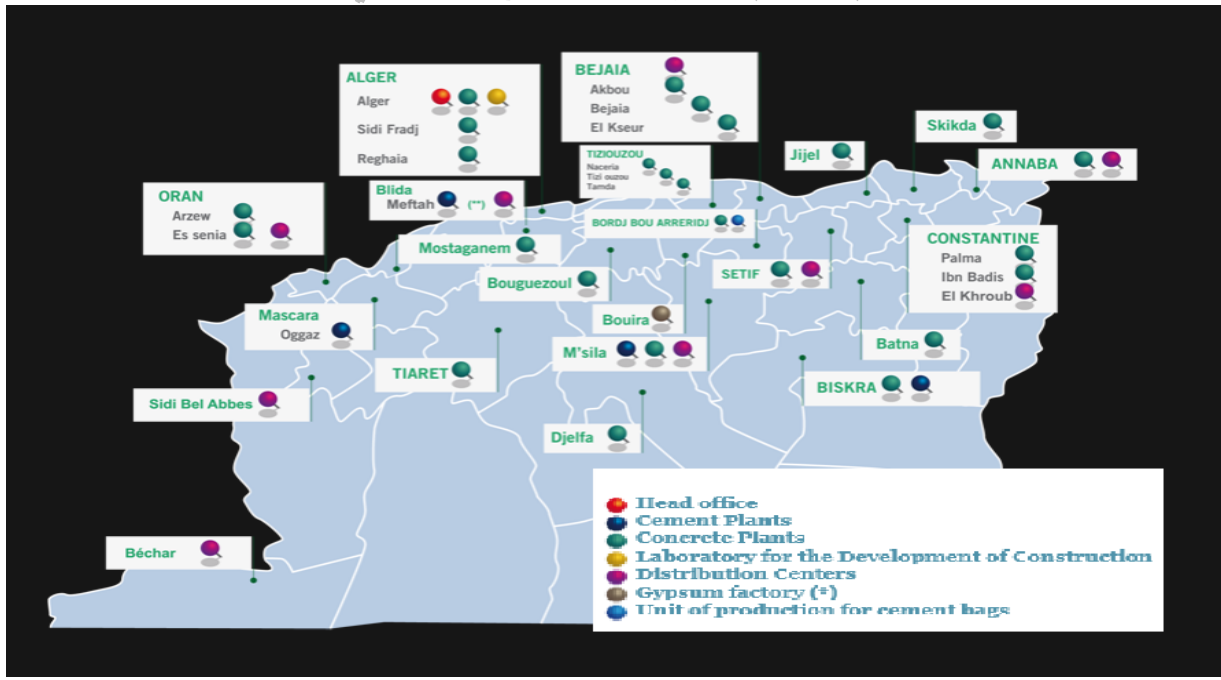 ALGER
Alger
Sidi Fradj
Reghaia
BEJAIA
Akbou
Bejaia
El Kseur
Skikda
Jijel
ANNABA
TIZIOUZOU
Naceria
Tizi ouzou
Tamda
ORAN
Arzew
Es senia
Blida
Meftah (**)
BORDJ BOU ARRERIDJ
CONSTANTINE
Palma
Ibn Badis
El Khroub
Mostaganem
Bouguezoul
SETIF
Mascara
Oggaz
Bouira
M'sila
Batna
TIARET
BISKRA
Sidi Bel Abbes
Djelfa
Béchar
Head office
Cement Plants
Concrete Plants
Laboratory for the Development of Construction
Distribution Centers
Gypsum factory (*)
Unit of production for cement bags